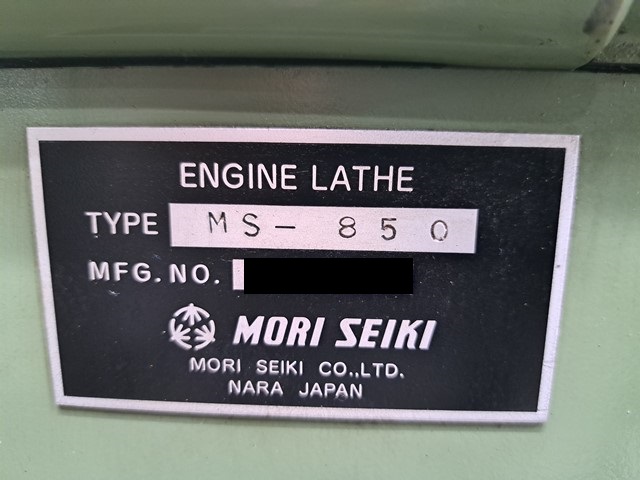 ENGINE LATHE
TYPE MS-850
MFG.NO.
MORI SEIKI
MORI SEIKI CO.,LTD.
NARA JAPAN